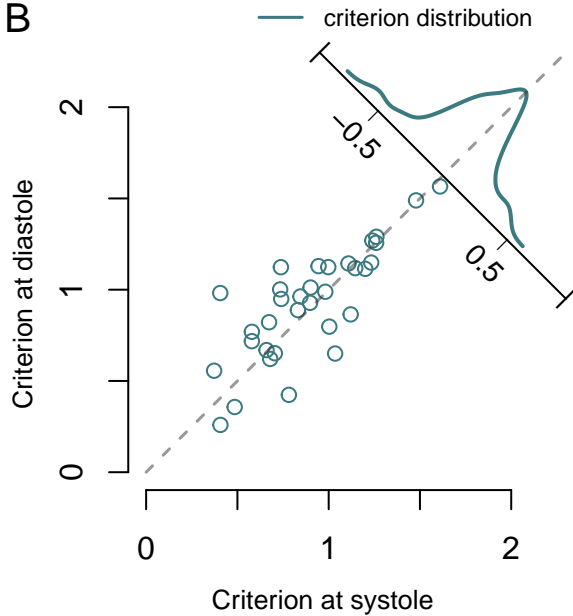 B
criterion distribution
−0.5
0.5
Criterion at diastole
2
1
0
0 1 2
Criterion at systole